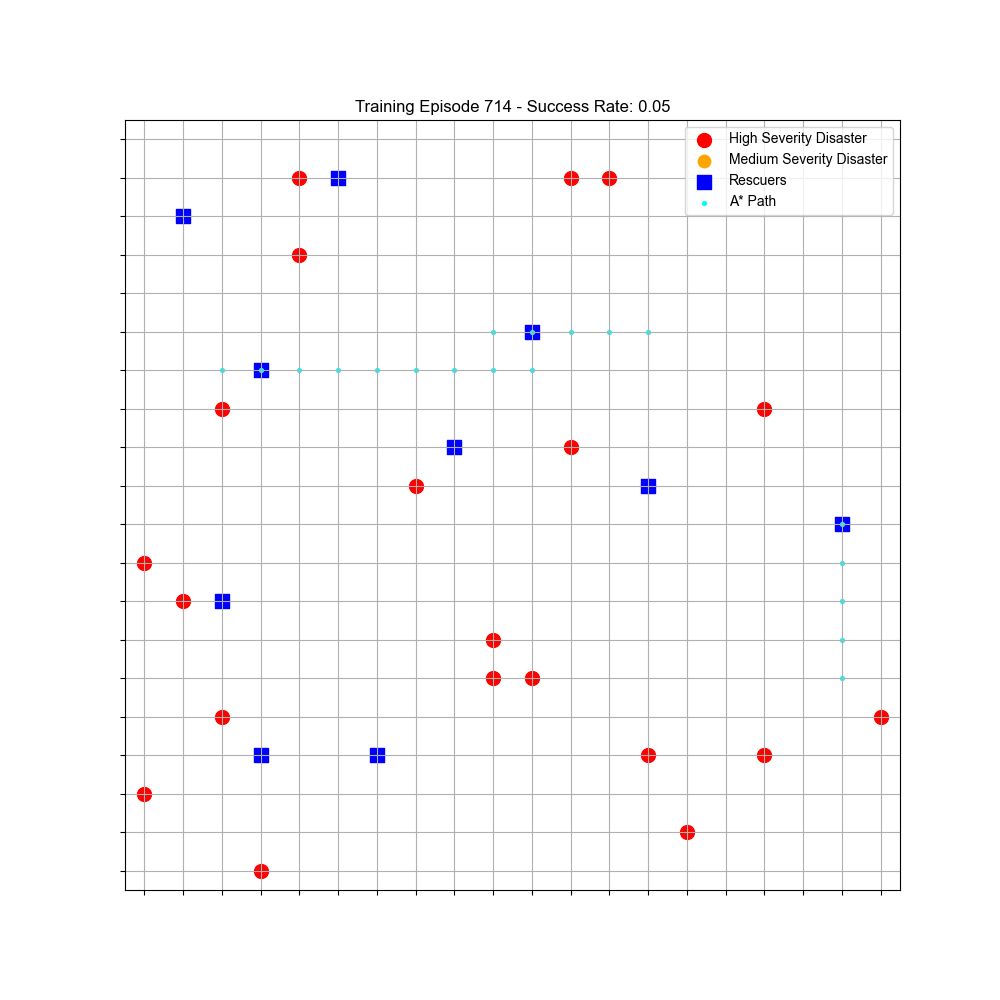 Training Episode 714 - Success Rate: 0.05
High Severity Disaster
Medium Severity Disaster
Rescuers
A* Path